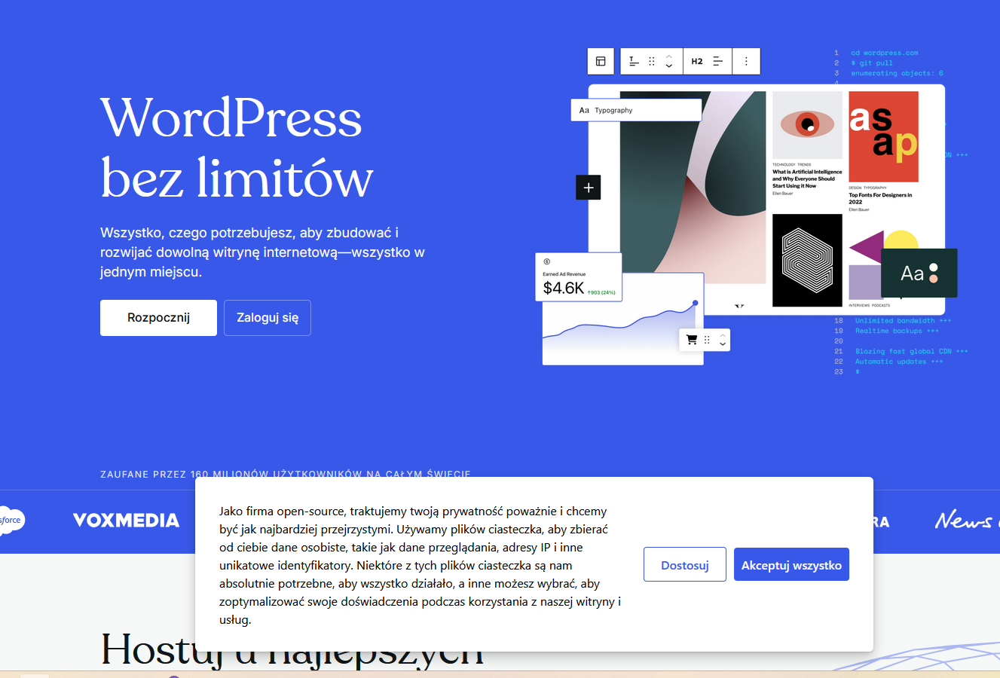 WordPress
bez limitów
Wszystko, czego potrzebujesz, aby zbudować i
rozwijać dowolną witrynę internetową—wszystko w
jednym miejscu.
Rozpocznij
Zaloguj się
H2
1 cd wordpress.com
2 $ git pull
3 enumerating objects: 6
Aa Typography
TECHNOLOGY TRENDS
What is Artificial Intelligence
and Why Everyone Should
Start Using it Now
Ellen Bauer
as
ap
DESIGN TYPOGRAPHY
Top Fonts For Designers in
2022
Ellen Bauer
DN +++
Earned Ad Revenue
$4.6K ↑903 (24%)
Aa
INTERVIEWS PODCASTS
18 Unlimited bandwidth +++
19 Realtime backups +++
20
21 Blazing fast global CDN +++
22 Automatic updates +++
23 $
ZAUFANE PRZEZ 160 MILIONÓW UŻYTKOWNIKÓW NA CAŁYM ŚWIECIE
sforce
VOXMEDIA
RA
News
Jako firma open-source, traktujemy twoją prywatność poważnie i chcemy
być jak najbardziej przejrzystymi. Używamy plików ciasteczka, aby zbierać
od ciebie dane osobiste, takie jak dane przeglądania, adresy IP i inne
unikatowe identyfikatory. Niektóre z tych plików ciasteczka są nam
absolutnie potrzebne, aby wszystko działało, a inne możesz wybrać, aby
zoptymalizować swoje doświadczenia podczas korzystania z naszej witryny i
usług.
Dostosuj
Akceptuj wszystko
Hostuj u najlepszych